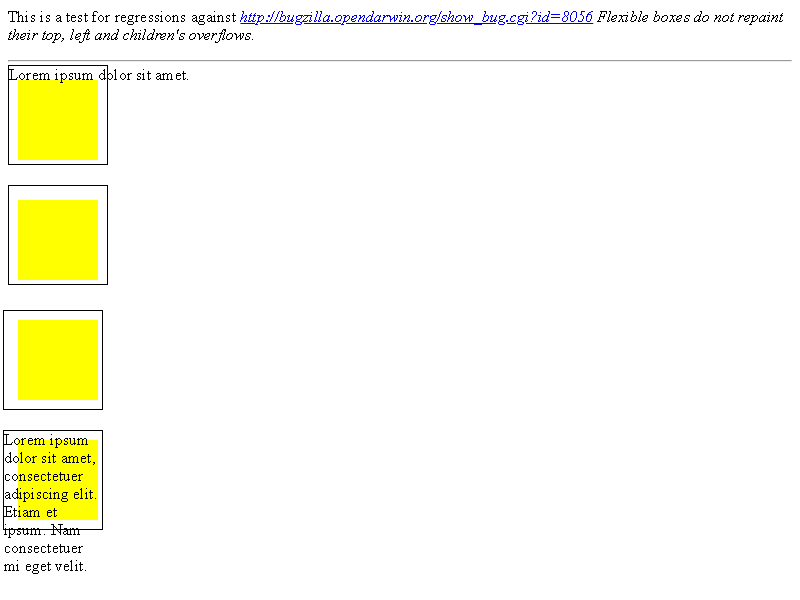 This is a test for regressions against http://bugzilla.opendarwin.org/show_bug.cgi?id=8056 Flexible boxes do not repaint
their top, left and children's overflows.
Lorem ipsum dolor sit amet.
Lorem ipsum
dolor sit amet,
consectetuer
adipiscing elit.
Etiam et
ipsum. Nam
consectetuer
mi eget velit.